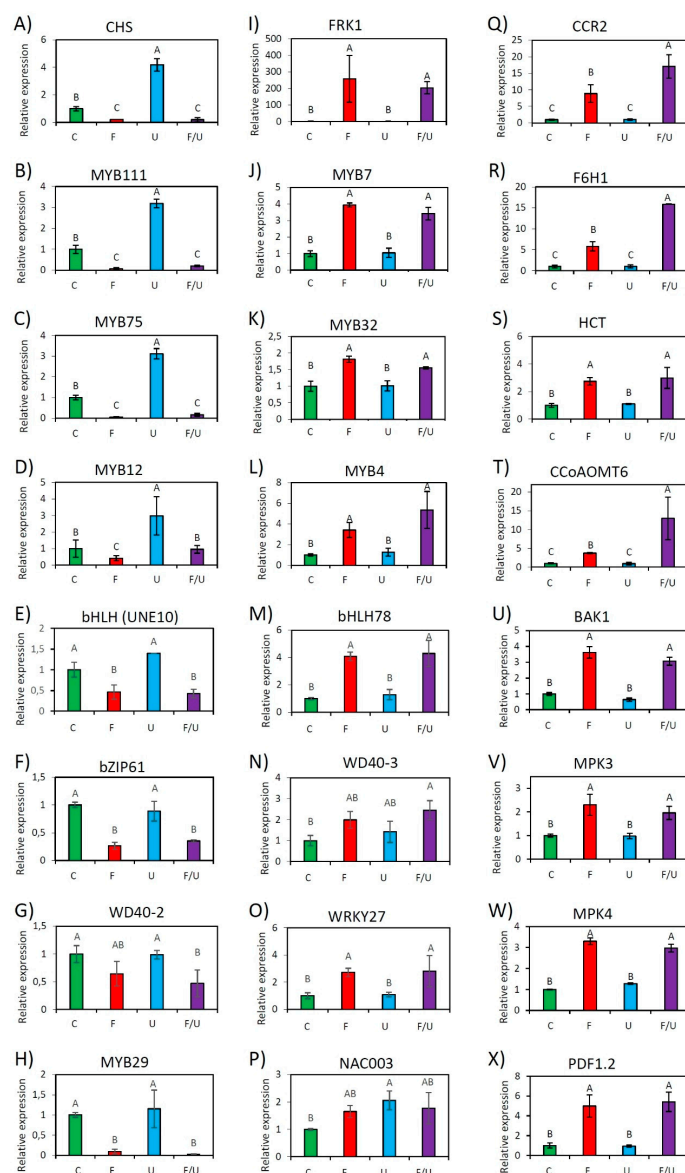 A) CHS
Relative expression
6
4
2
0
B C A C
C F U F/U
B) MYB111
Relative exprssion
4
3
2
1
0
B C A C
C F U F/U
C) MYB75
Relative expression
4
3
2
1
0
B C A C
C F U F/U
D) MYB12
Relative expression
5
4
3
2
1
0
B C A B
C F U F/U
E) bHLH (UNE10)
Relative expression
2
1,5
1
0,5
0
A B A B
C F U F/U
F) bZIP61
Relative expression
1,5
1
0,5
0
A B A B
C F U F/U
G) WD40-2
Relative expression
1,5
1
0,5
0
A AB A B
C F U F/U
H) MYB29
Relative expression
2
1,5
1
0,5
0
A B A B
C F U F/U
I) FRK1
Relative expression
500
400
300
200
100
0
B A B A
C F U F/U
J) MYB7
Relative expression
5
4
3
2
1
0
B A B A
C F U F/U
K) MYB32
Relative expression
2,5
2
1,5
1
0,5
0
B A B A
C F U F/U
L) MYB4
Relative expression
8
6
4
2
0
B A B A
C F U F/U
M) bHLH78
Relative expression
6
4
2
0
B A B A
C F U F/U
N) WD40-3
Relative expression
4
3
2
1
0
B AB AB A
C F U F/U
O) WRKY27
Relative expression
6
4
2
0
B A B A
C F U F/U
P) NAC003
Relative expression
3
2
1
0
B AB A AB
C F U F/U
Q) CCR2
Relative expression
25
20
15
10
5
0
C B C A
C F U F/U
R) F6H1
Relative expression
20
15
10
5
0
C B C A
C F U F/U
S) HCT
Relative expression
6
4
2
0
B A B A
C F U F/U
T) CCoAOMT6
Relative expression
20
15
10
5
0
C B C A
C F U F/U
U) BAK1
Relative expression
5
4
3
2
1
0
B A B A
C F U F/U
V) MPK3
Relative expression
3
2
1
0
B A B A
C F U F/U
W) MPK4
Relative expression
4
3
2
1
0
B A B A
C F U F/U
X) PDF1.2
Relative expression
8
6
4
2
0
B A B A
C F U F/U